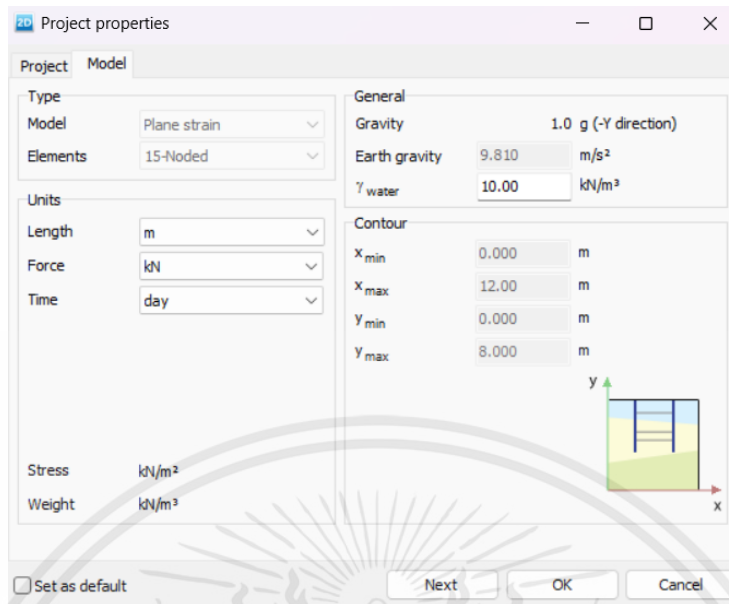 2D Project properties
Project Model
Type
Model Plane strain
Elements 15-Noded
Units
Length m
Force kN
Time day
Stress kN/m²
Weight kN/m³
General
Gravity 1.0 g (-Y direction)
Earth gravity 9.810 m/s²
γ water 10.00 kN/m³
Contour
x min 0.000 m
x max 12.00 m
y min 0.000 m
y max 8.000 m
y
x
Set as default Next OK Cancel